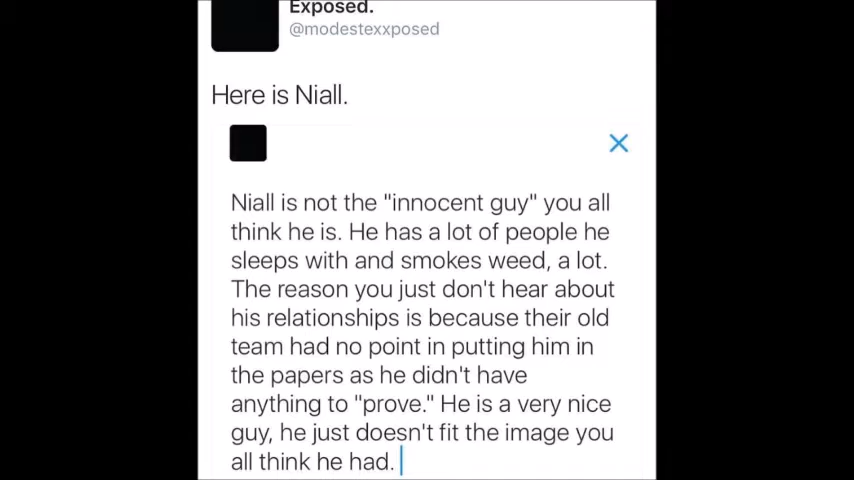 Exposed.
@modestexxposed
Here is Niall.
Niall is not the "innocent guy" you all
think he is. He has a lot of people he
sleeps with and smokes weed, a lot.
The reason you just don't hear about
his relationships is because their old
team had no point in putting him in
the papers as he didn't have
anything to "prove." He is a very nice
guy, he just doesn't fit the image you
all think he had.